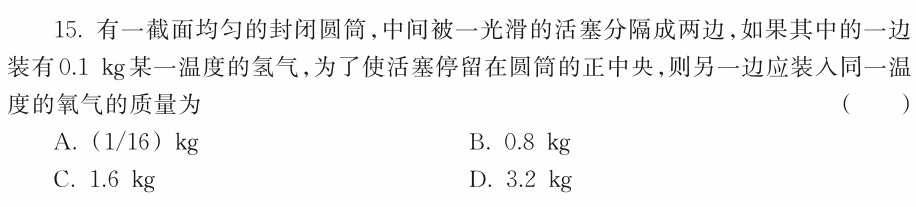 15. 有一截面均匀的封闭圆筒,中间被一光滑的活塞分隔成两边,如果其中的一边
装有0.1 kg某一温度的氢气,为了使活塞停留在圆筒的正中央,则另一边应装入同一温
度的氧气的质量为 ( )
A. (1/16) kg B. 0.8 kg
C. 1.6 kg D. 3.2 kg